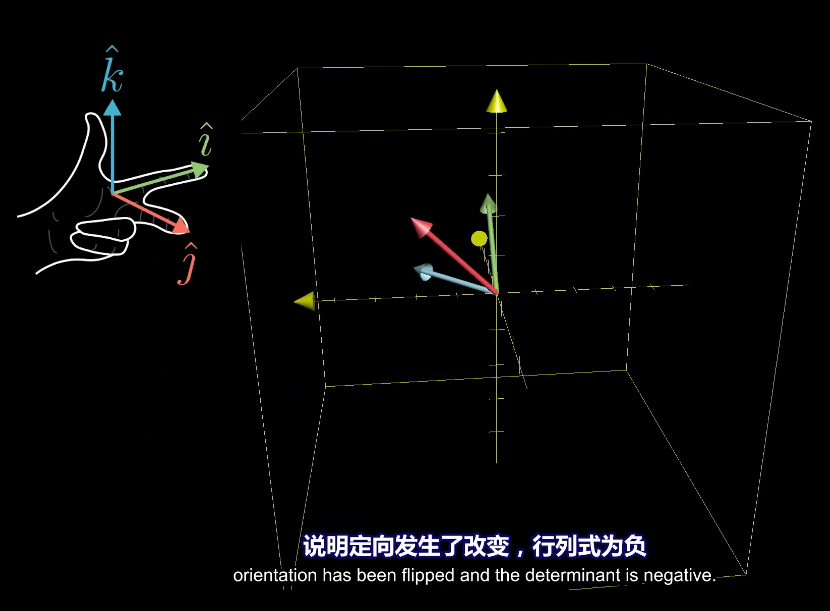 k̂
î
ĵ
说明定向发生了改变，行列式为负
orientation has been flipped and the determinant is negative.